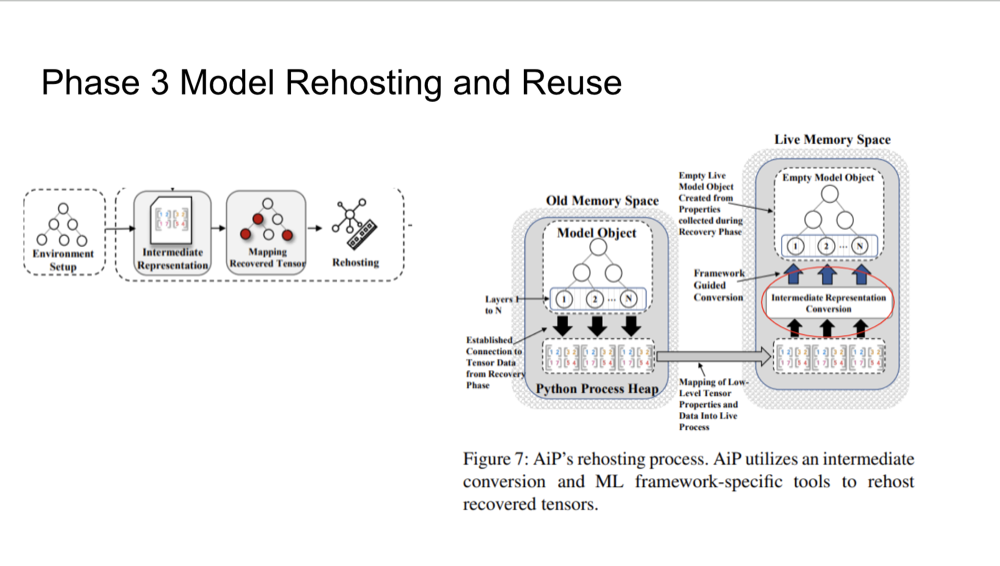 Phase 3 Model Rehosting and Reuse
Environment
Setup
Intermediate
Representation
Mapping
Recovered Tensor
Rehosting
Old Memory Space
Model Object
1 2 ... N
Layers 1
to N
Established
Connection to
Tensor Data
from Recovery
Phase
Python Process Heap
Live Memory Space
Empty Live
Model Object
Created from
Properties
collected during
Recovery Phase
Empty Model Object
1 2 ... N
Framework
Guided
Conversion
Intermediate Representation
Conversion
Mapping of Low-
Level Tensor
Properties and
Data Into Live
Process
Figure 7: AiP's rehosting process. AiP utilizes an intermediate
conversion and ML framework-specific tools to rehost
recovered tensors.